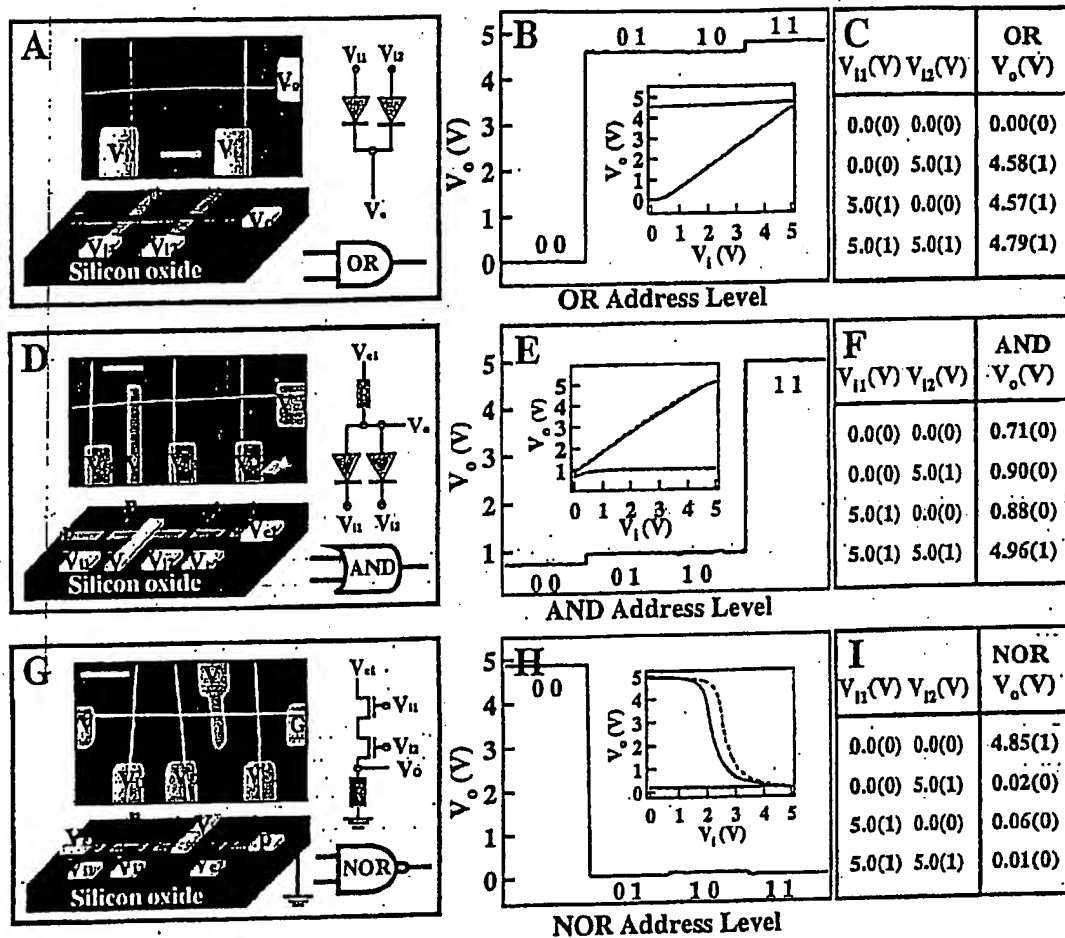 A
V_i1 V_i2
V_o
V V
V_o
V_o
V_i1 V_i2
Silicon oxide
OR
B
V_o (V)
5
4
3
2
1
0
0 0
0 1
1 0
1 1
V_o (V)
5
4
3
2
1
0
0 1 2 3 4 5
V_i (V)
OR Address Level
C
OR
V_i1(V) V_i2(V) V_o(V)
0.0(0) 0.0(0) 0.00(0)
0.0(0) 5.0(1) 4.58(1)
5.0(1) 0.0(0) 4.57(1)
5.0(1) 5.0(1) 4.79(1)
D
V_c1
V_o
V_i1 V_i2
Silicon oxide
AND
E
V_o (V)
5
4
3
2
1
0 0
0 1
1 0
1 1
V_o (V)
5
4
3
2
1
0 1 2 3 4 5
V_i (V)
AND Address Level
F
AND
V_i1(V) V_i2(V) V_o(V)
0.0(0) 0.0(0) 0.71(0)
0.0(0) 5.0(1) 0.90(0)
5.0(1) 0.0(0) 0.88(0)
5.0(1) 5.0(1) 4.96(1)
G
V_c1
V_i1
V_i2
V_o
G
Silicon oxide
NOR
H
V_o (V)
5
4
3
2
1
0
0 0
0 1
1 0
1 1
V_o (V)
5
4
3
2
1
0
0 1 2 3 4 5
V_i (V)
NOR Address Level
I
NOR
V_i1(V) V_i2(V) V_o(V)
0.0(0) 0.0(0) 4.85(1)
0.0(0) 5.0(1) 0.02(0)
5.0(1) 0.0(0) 0.06(0)
5.0(1) 5.0(1) 0.01(0)